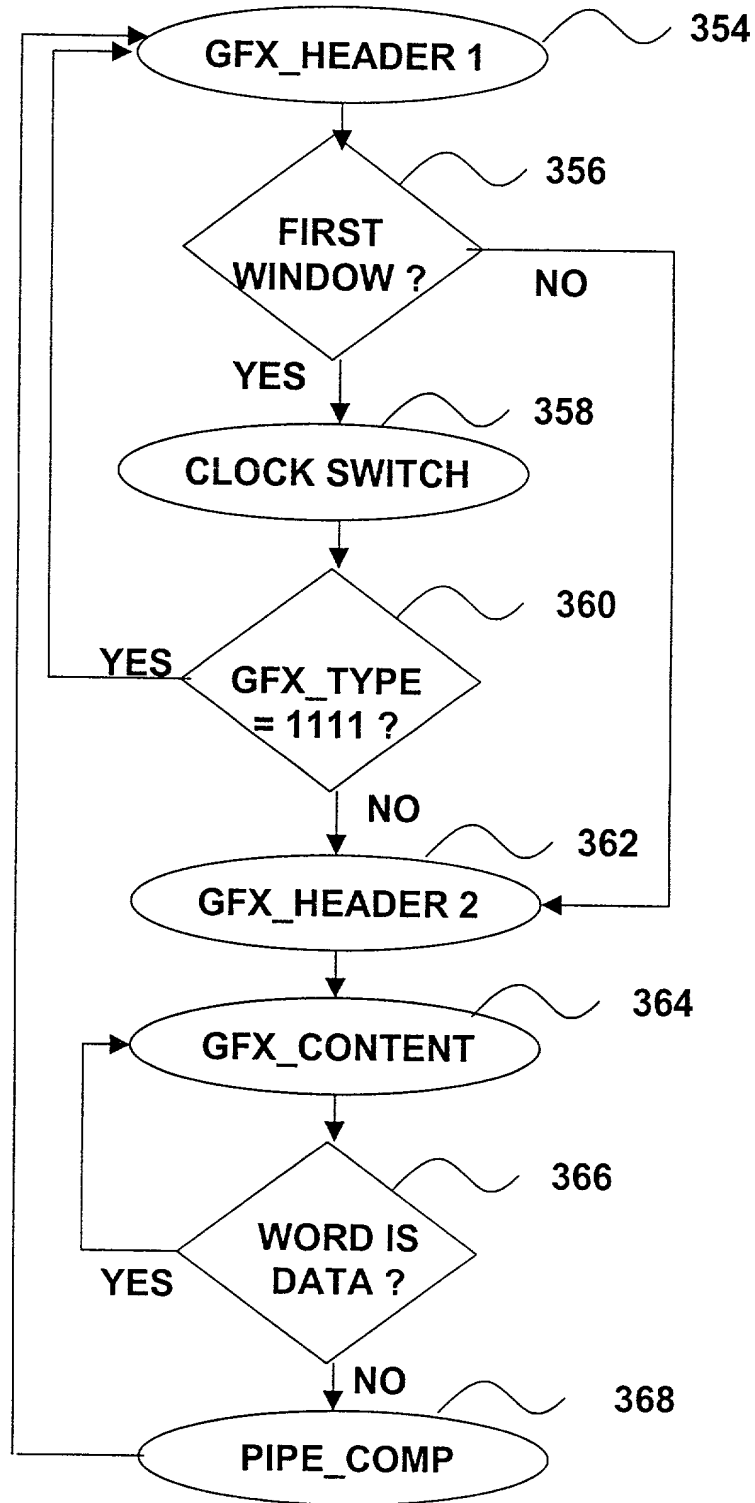 GFX_HEADER 1
354
356
FIRST
WINDOW ?
NO
YES
358
CLOCK SWITCH
360
YES
GFX_TYPE
= 1111 ?
NO
362
GFX_HEADER 2
364
GFX_CONTENT
366
WORD IS
DATA ?
YES
NO
368
PIPE_COMP